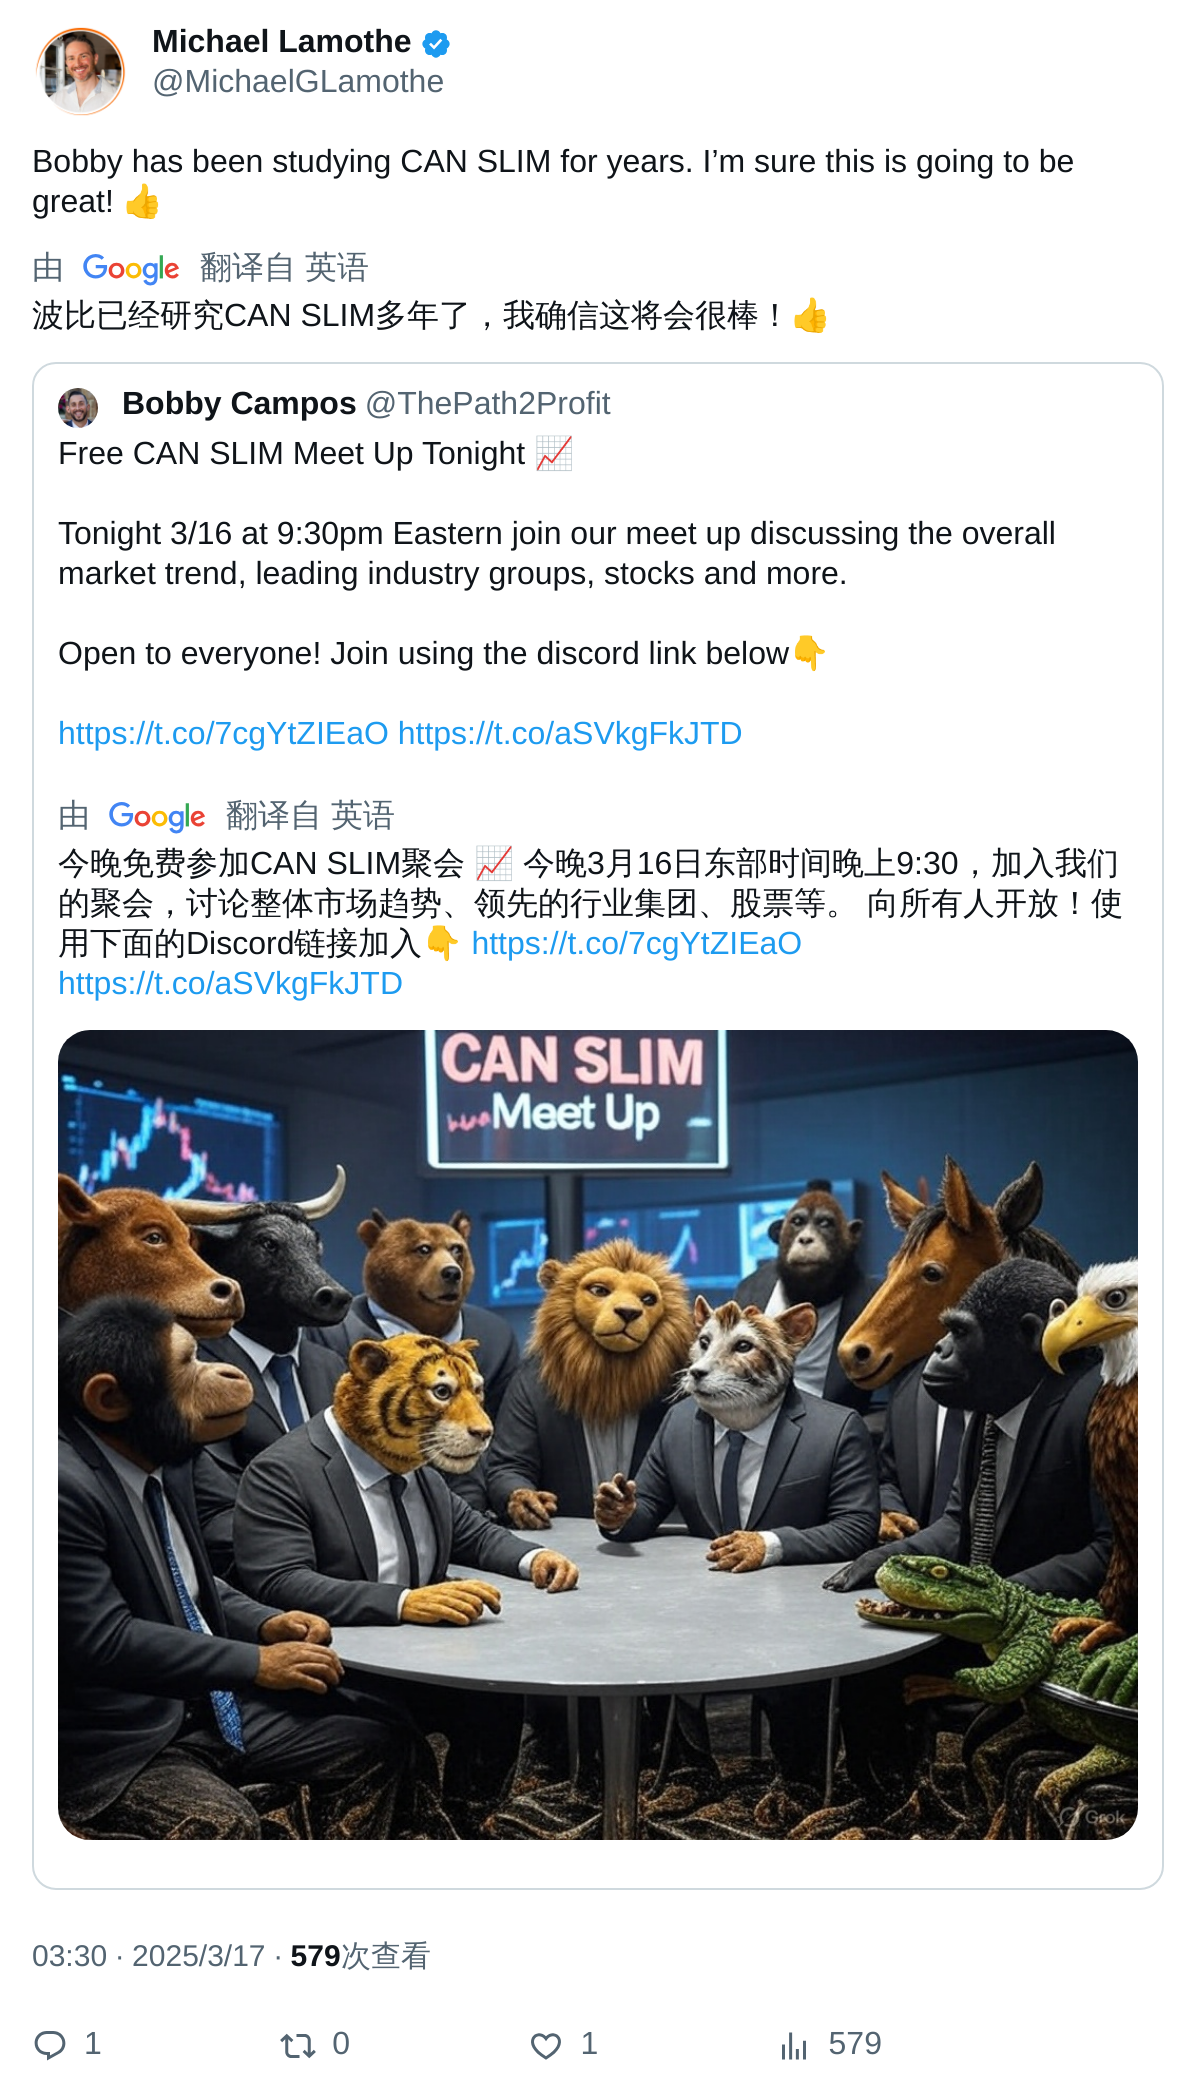 Michael Lamothe
@MichaelGLamothe
Bobby has been studying CAN SLIM for years. I’m sure this is going to be
great! 👍
由 Google 翻译自 英语
波比已经研究CAN SLIM多年了，我确信这将会很棒！👍
Bobby Campos @ThePath2Profit
Free CAN SLIM Meet Up Tonight 📈
Tonight 3/16 at 9:30pm Eastern join our meet up discussing the overall
market trend, leading industry groups, stocks and more.
Open to everyone! Join using the discord link below👇
https://t.co/7cgYtZIEaO https://t.co/aSVkgFkJTD
由 Google 翻译自 英语
今晚免费参加CAN SLIM聚会 📈 今晚3月16日东部时间晚上9:30，加入我们
的聚会，讨论整体市场趋势、领先的行业集团、股票等。 向所有人开放！使
用下面的Discord链接加入👇 https://t.co/7cgYtZIEaO
https://t.co/aSVkgFkJTD
CAN SLIM
Meet Up
Grok
03:30 · 2025/3/17 · 579次查看
1 0 1 579